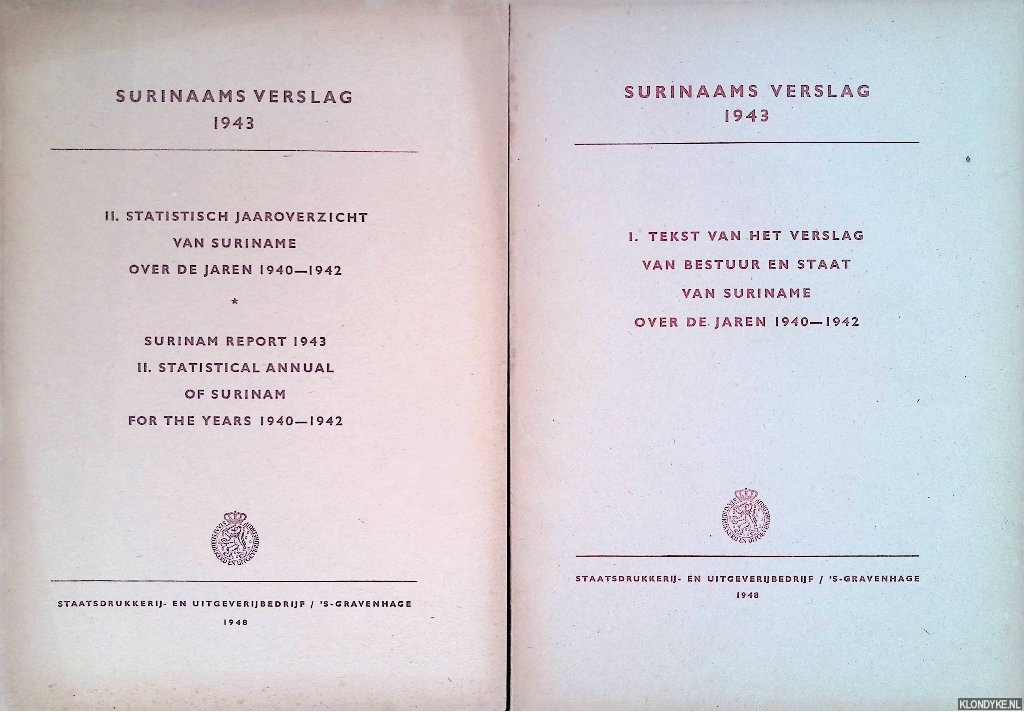 SURINAAMS VERSLAG
1943
II. STATISTISCH JAAROVERZICHT
VAN SURINAME
OVER DE JAREN 1940—1942
*
SURINAM REPORT 1943
II. STATISTICAL ANNUAL
OF SURINAM
FOR THE YEARS 1940—1942
STAATSDRUKKERIJ- EN UITGEVERIJBEDRIJF / 'S-GRAVENHAGE
1948
SURINAAMS VERSLAG
1943
I. TEKST VAN HET VERSLAG
VAN BESTUUR EN STAAT
VAN SURINAME
OVER DE JAREN 1940—1942
STAATSDRUKKERIJ- EN UITGEVERIJBEDRIJF / 'S-GRAVENHAGE
1948
KLONDYKE.NL